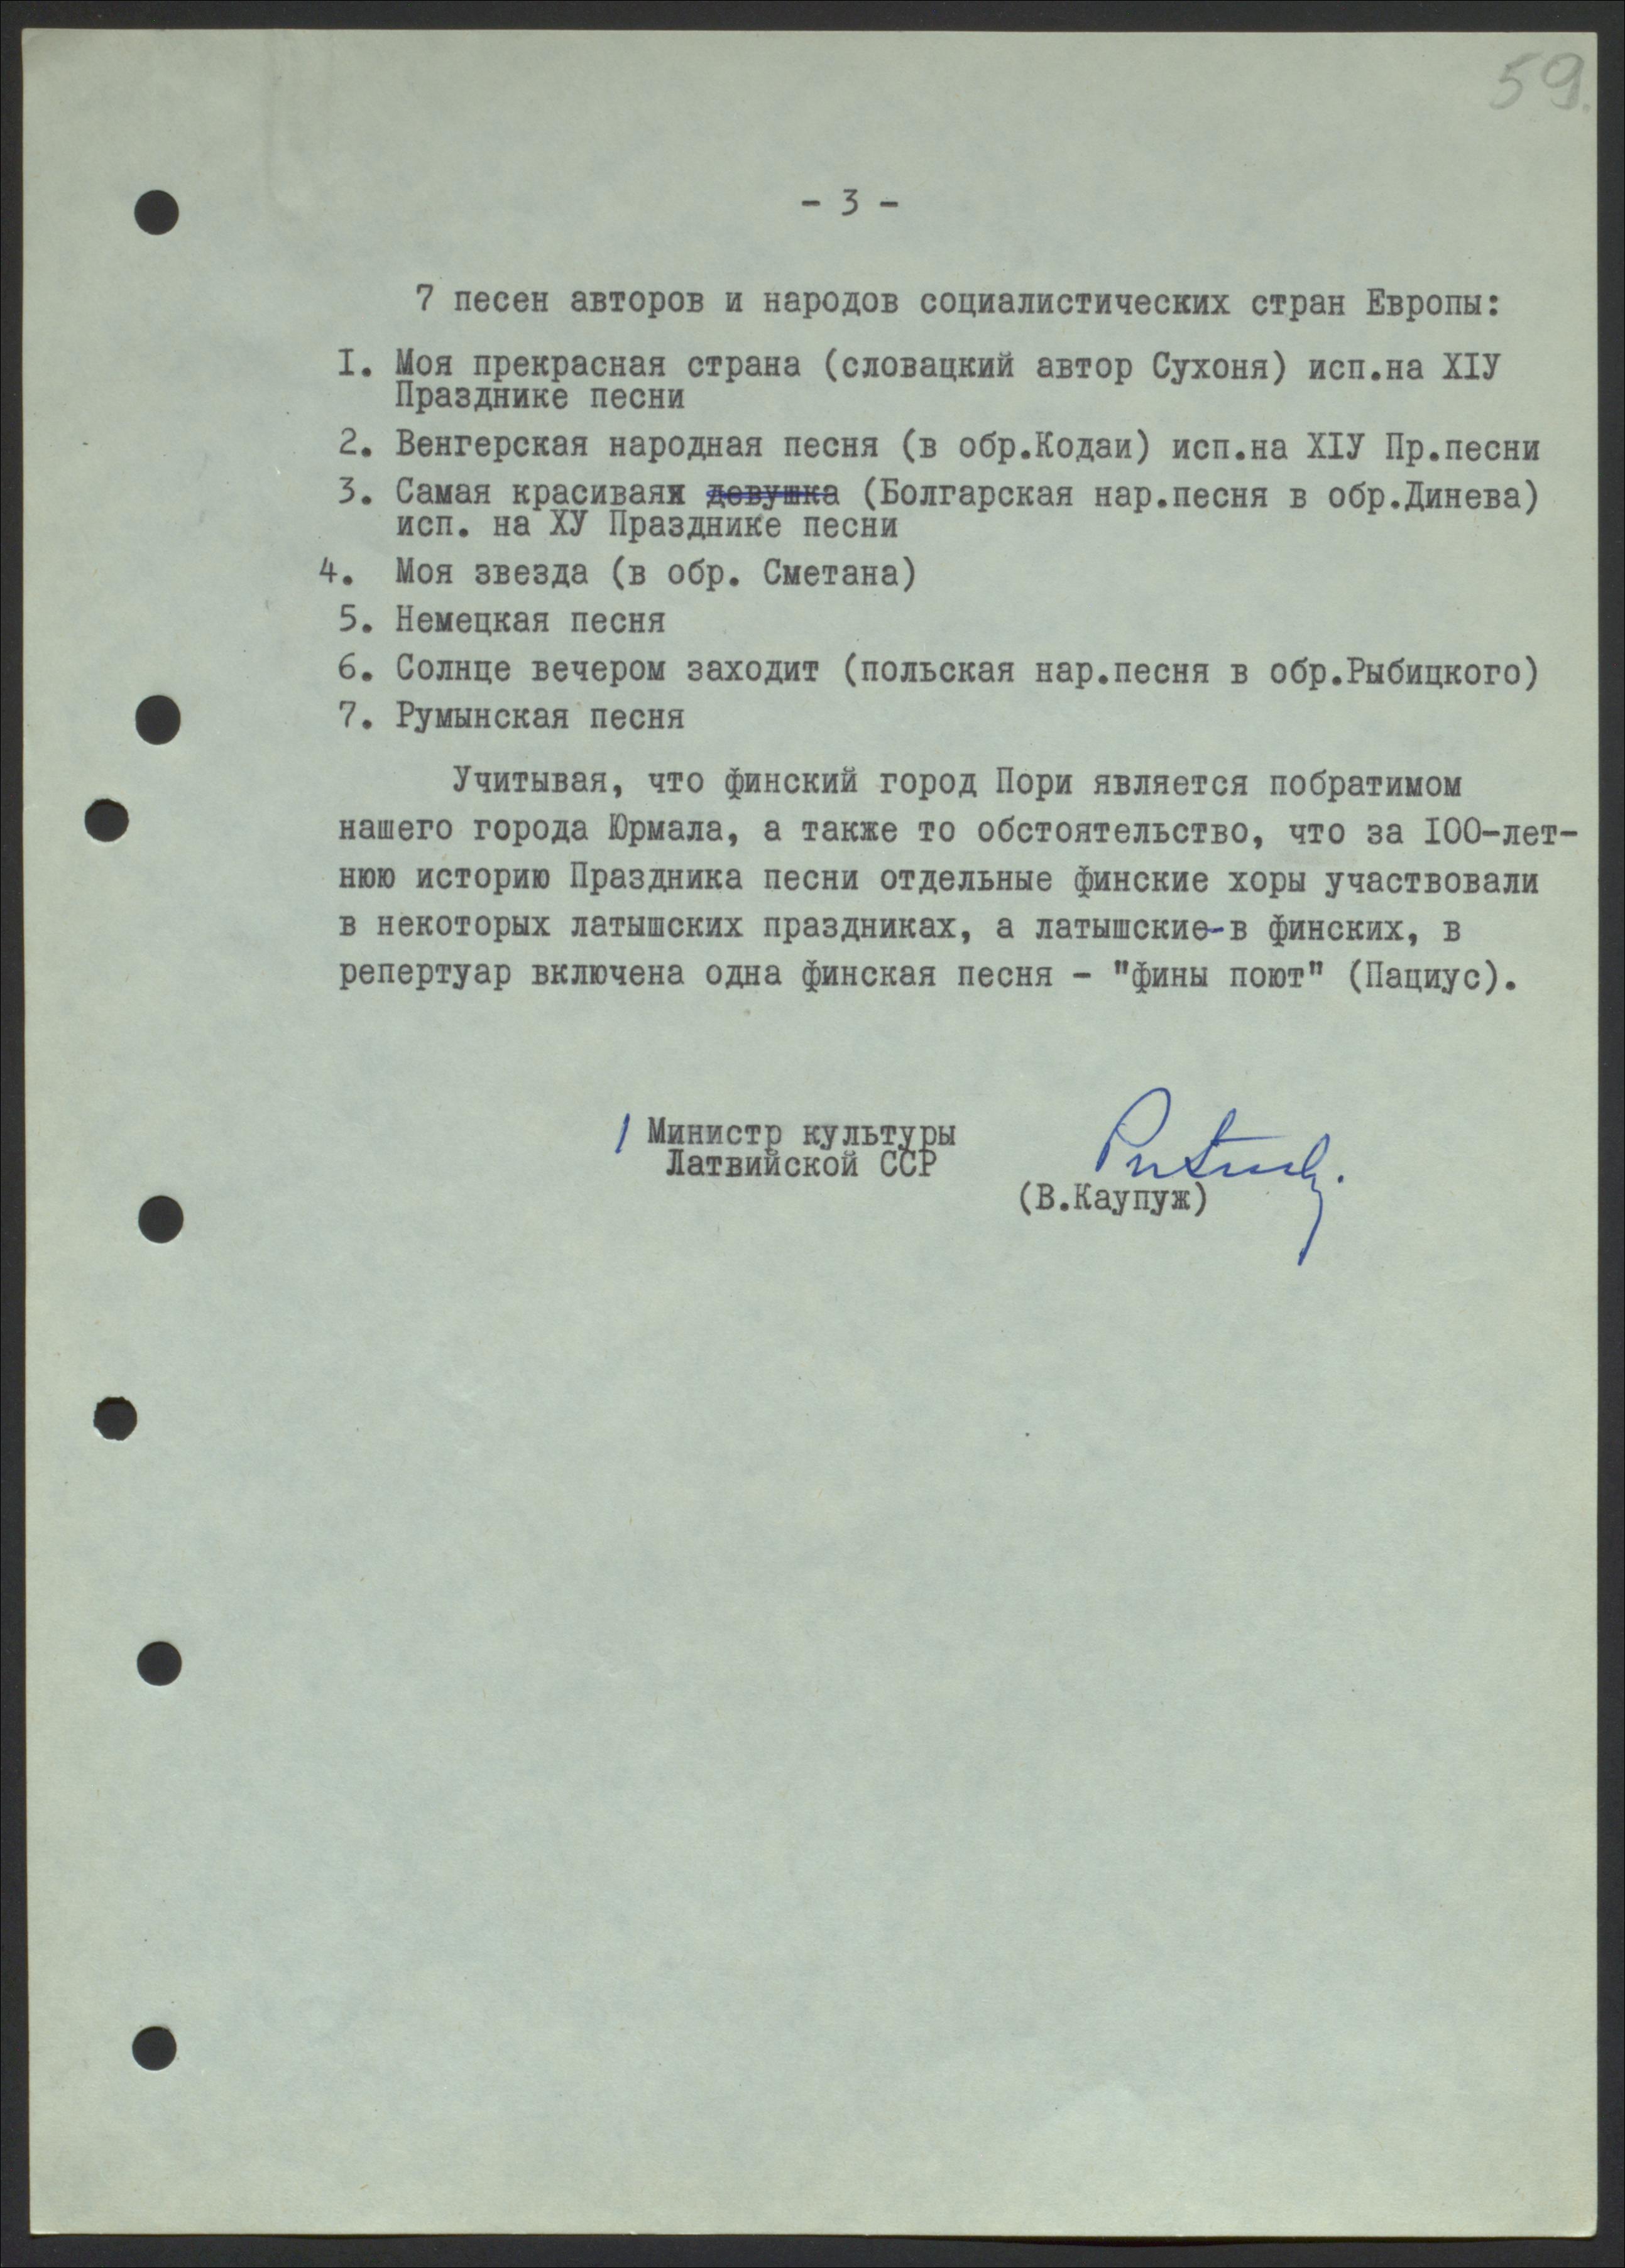 59.
- 3 -
7 песен авторов и народов социалистических стран Европы:
I. Моя прекрасная страна (словацкий автор Сухоня) исп.на ХIУ
Празднике песни
2. Венгерская народная песня (в обр.Кодаи) исп.на ХIУ Пр.песни
3. Самая красивая девушка (Болгарская нар.песня в обр.Динева)
исп. на ХУ Празднике песни
4. Моя звезда (в обр. Сметана)
5. Немецкая песня
6. Солнце вечером заходит (польская нар.песня в обр.Рыбицкого)
7. Румынская песня
Учитывая, что финский город Пори является побратимом
нашего города Юрмала, а также то обстоятельство, что за I00-лет-
нюю историю Праздника песни отдельные финские хоры участвовали
в некоторых латышских праздниках, а латышские-в финских, в
репертуар включена одна финская песня - "фины поют" (Пациус).
/ Министр культуры
Латвийской ССР
(В.Каупуж)